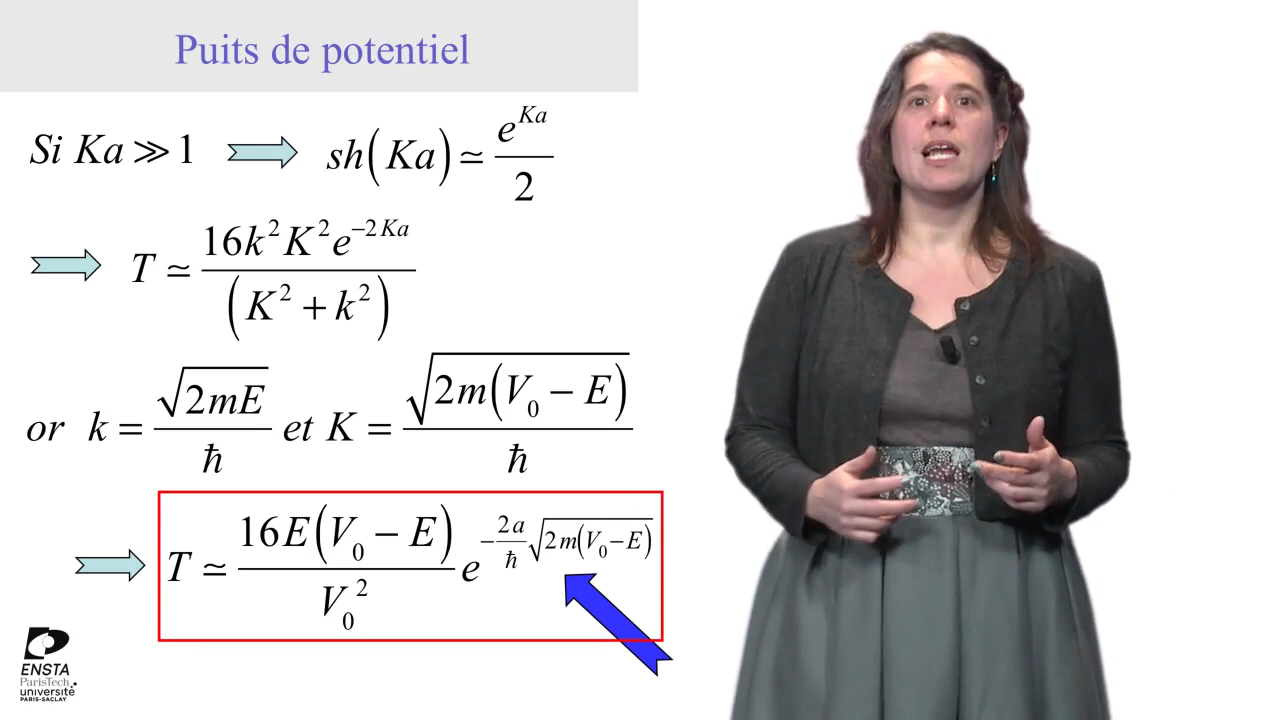 Puits de potentiel
Si Ka ≫ 1 ⇒ sh(Ka) ≃ e^{Ka} / 2
⇒ T ≃ 16k²K²e^{−2Ka} / (K² + k²)
or k = √(2mE) / ħ et K = √(2m(V₀ − E)) / ħ
⇒ T ≃ 16E(V₀ − E) / V₀² e^{−(2a/ħ)√(2m(V₀−E))}
ENSTA
ParisTech
université
PARIS-SACLAY